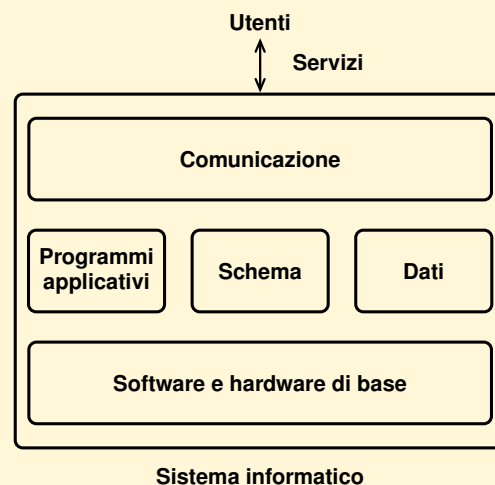 Utenti
Servizi
Comunicazione
Programmi
applicativi
Schema
Dati
Software e hardware di base
Sistema informatico